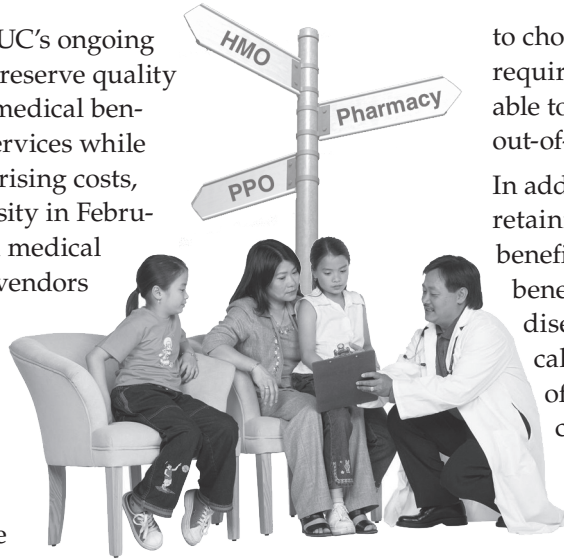 UC's ongoing
reserve quality
medical ben-
ervices while
rising costs,
sity in Febru-
medical
vendors
e
HMO
Pharmacy
PPO
to cho
requir
able to
out-of-
In add
retain
benefi
bene
dise
cal
of
c